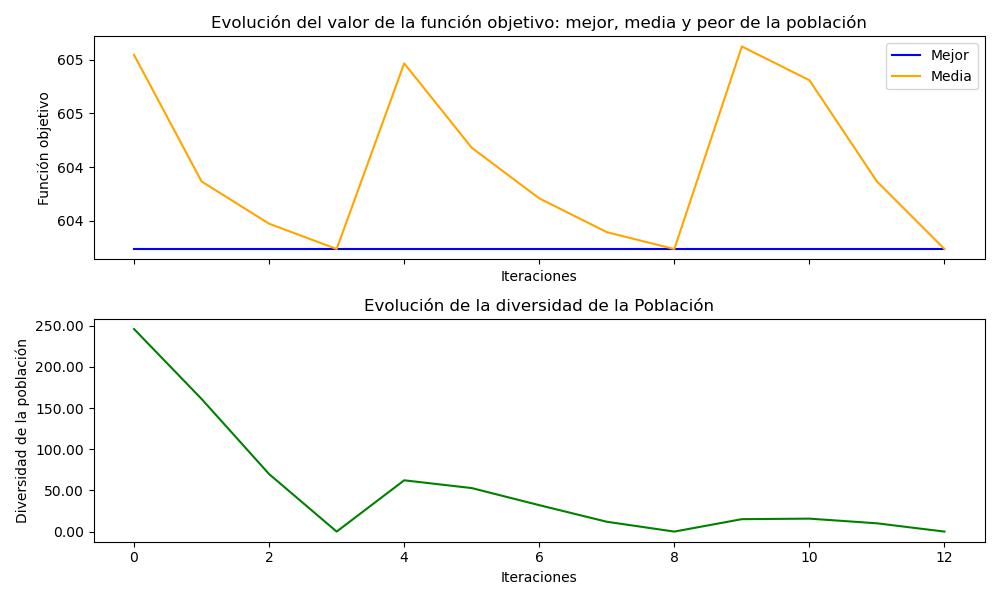 Evolución del valor de la función objetivo: mejor, media y peor de la población
Función objetivo
605
605
604
604
Mejor
Media
Iteraciones
Evolución de la diversidad de la Población
Diversidad de la población
250.00
200.00
150.00
100.00
50.00
0.00
0 2 4 6 8 10 12
Iteraciones